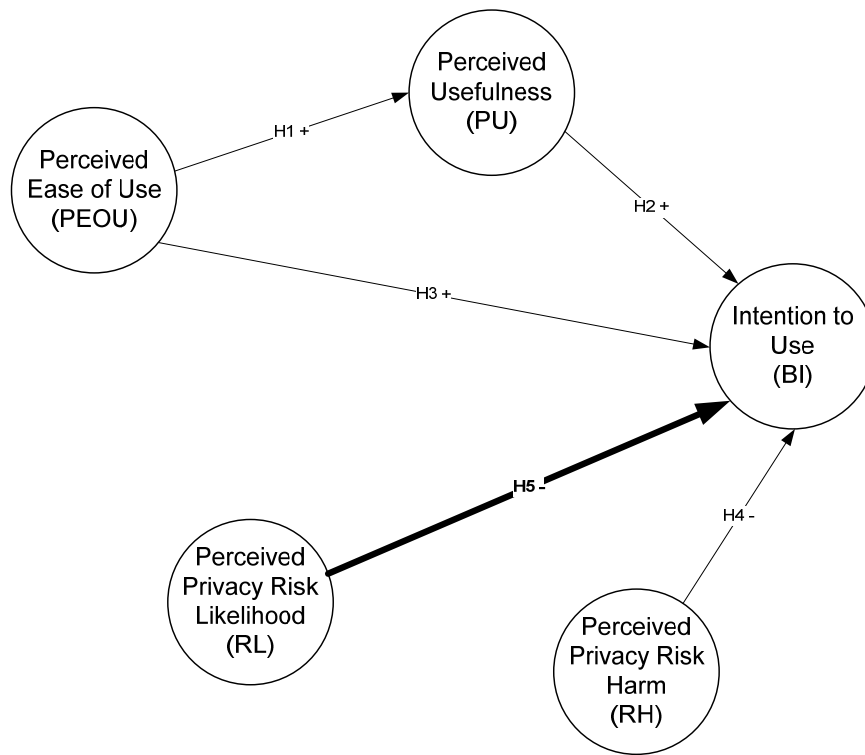 Perceived
Usefulness
(PU)
H1 +
Perceived
Ease of Use
(PEOU)
H2 +
H3 +
Intention to
Use
(BI)
H5 -
H4 -
Perceived
Privacy Risk
Likelihood
(RL)
Perceived
Privacy Risk
Harm
(RH)